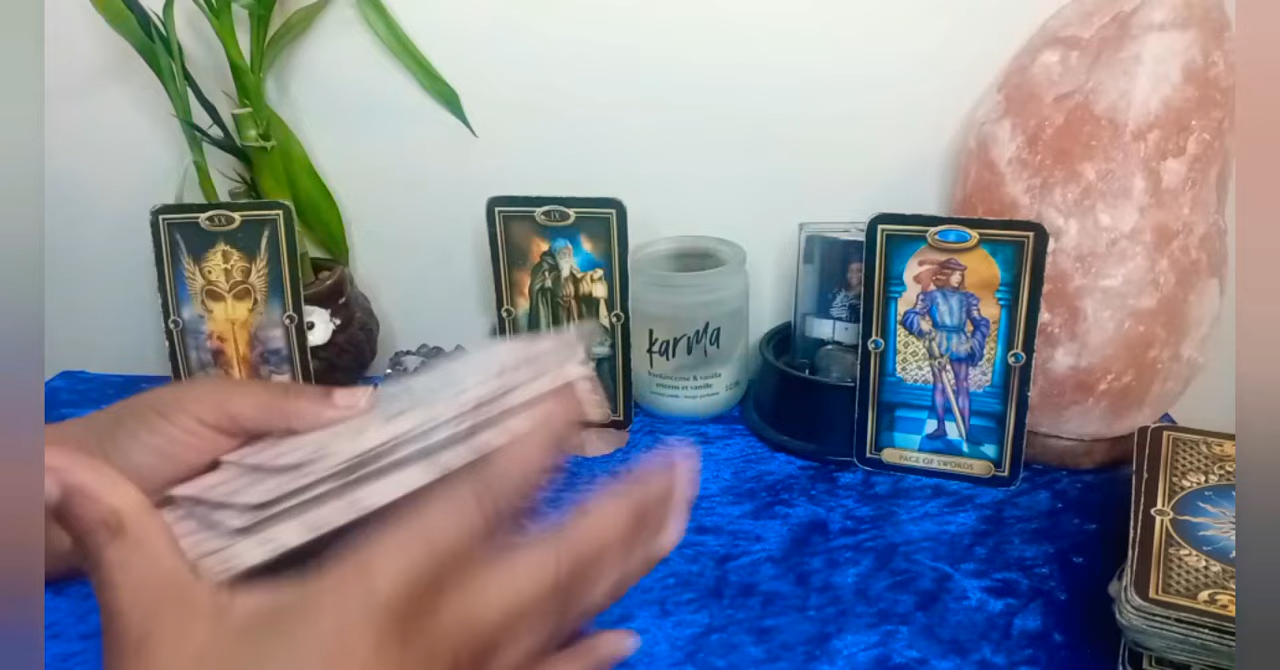 XX
IX
karma
frankincense & vanilla
encens et vanille
PAGE OF SWORDS